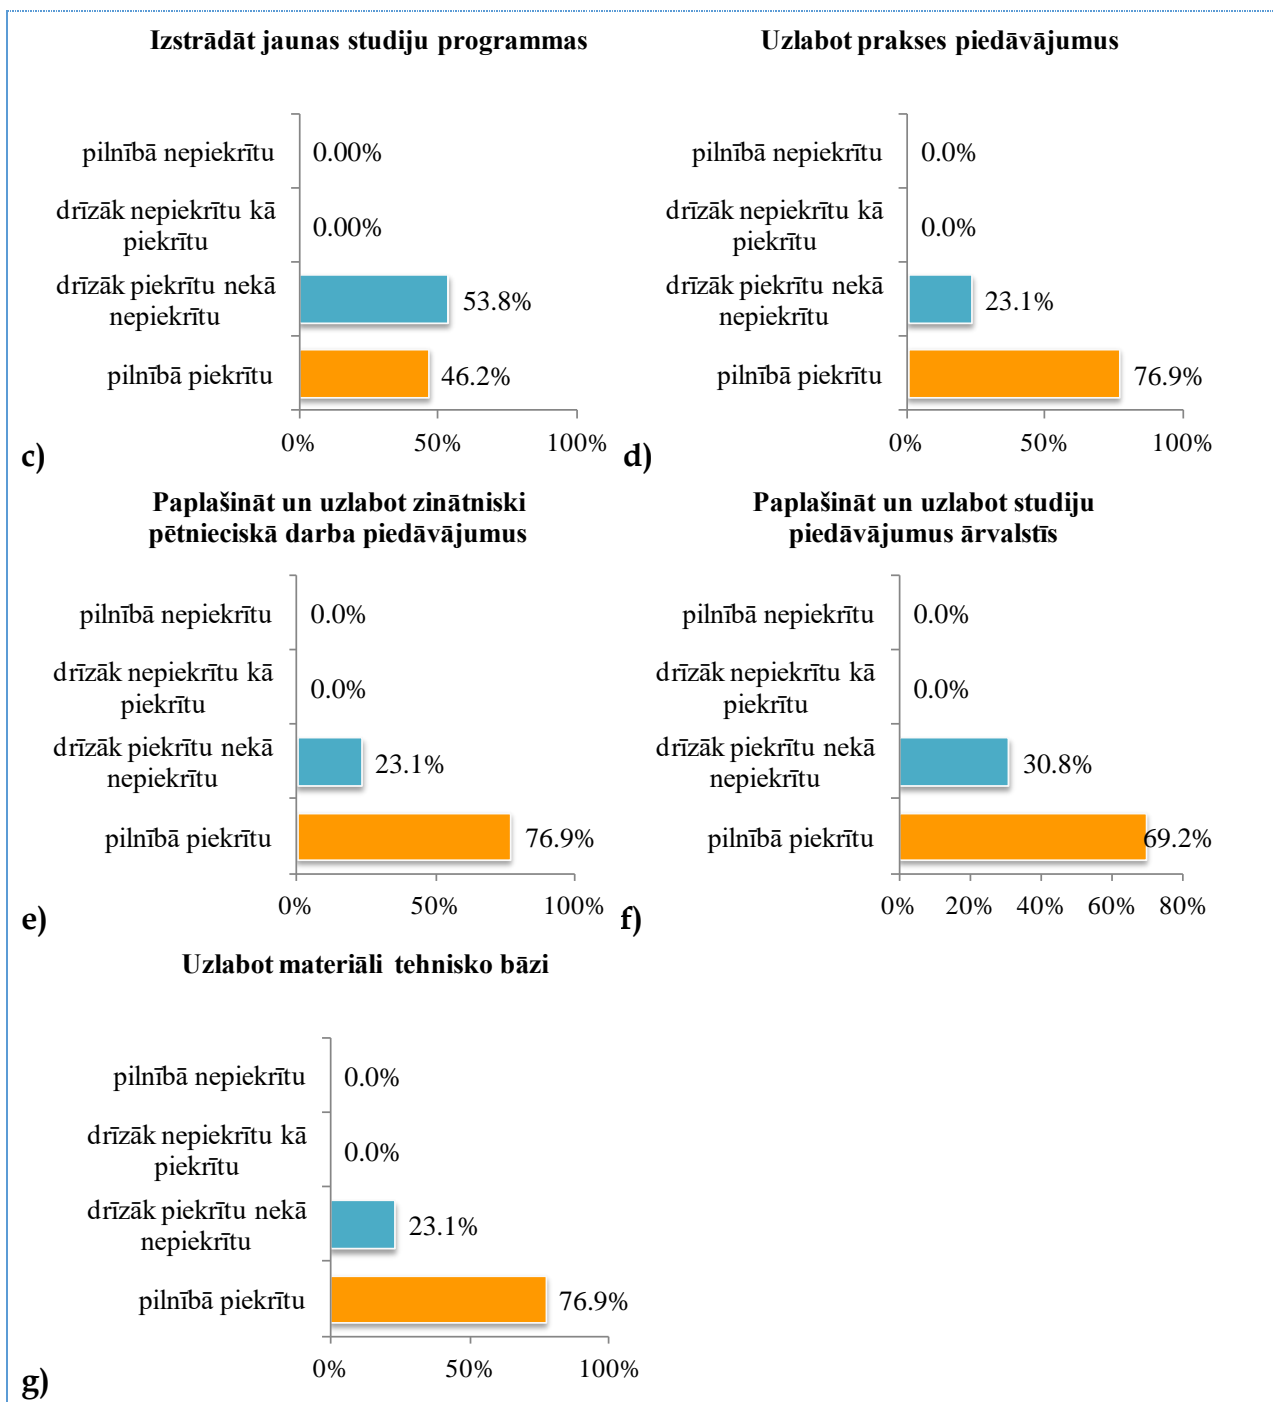 Izstrādāt jaunas studiju programmas
pilnībā nepiekrītu
0.00%
drīzāk nepiekrītu kā
piekrītu
0.00%
drīzāk piekrītu nekā
nepiekrītu
53.8%
pilnībā piekrītu
46.2%
0% 50% 100%
c)
Uzlabot prakses piedāvājumus
pilnībā nepiekrītu
0.0%
drīzāk nepiekrītu kā
piekrītu
0.0%
drīzāk piekrītu nekā
nepiekrītu
23.1%
pilnībā piekrītu
76.9%
0% 50% 100%
d)
Paplašināt un uzlabot zinātniski
pētnieciskā darba piedāvājumus
pilnībā nepiekrītu
0.0%
drīzāk nepiekrītu kā
piekrītu
0.0%
drīzāk piekrītu nekā
nepiekrītu
23.1%
pilnībā piekrītu
76.9%
0% 50% 100%
e)
Paplašināt un uzlabot studiju
piedāvājumus ārvalstīs
pilnībā nepiekrītu
0.0%
drīzāk nepiekrītu kā
piekrītu
0.0%
drīzāk piekrītu nekā
nepiekrītu
30.8%
pilnībā piekrītu
69.2%
0% 20% 40% 60% 80%
f)
Uzlabot materiāli tehnisko bāzi
pilnībā nepiekrītu
0.0%
drīzāk nepiekrītu kā
piekrītu
0.0%
drīzāk piekrītu nekā
nepiekrītu
23.1%
pilnībā piekrītu
76.9%
0% 50% 100%
g)